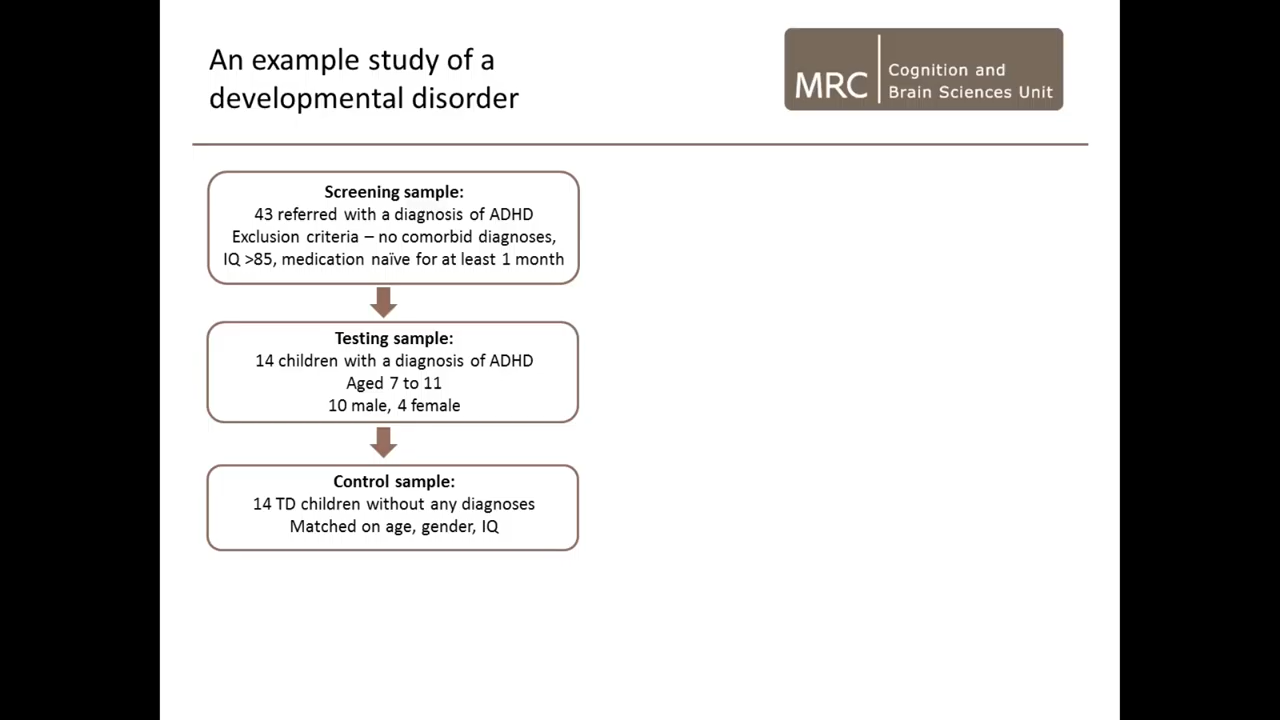 An example study of a
developmental disorder
MRC
Cognition and
Brain Sciences Unit
Screening sample:
43 referred with a diagnosis of ADHD
Exclusion criteria – no comorbid diagnoses,
IQ >85, medication naïve for at least 1 month
Testing sample:
14 children with a diagnosis of ADHD
Aged 7 to 11
10 male, 4 female
Control sample:
14 TD children without any diagnoses
Matched on age, gender, IQ